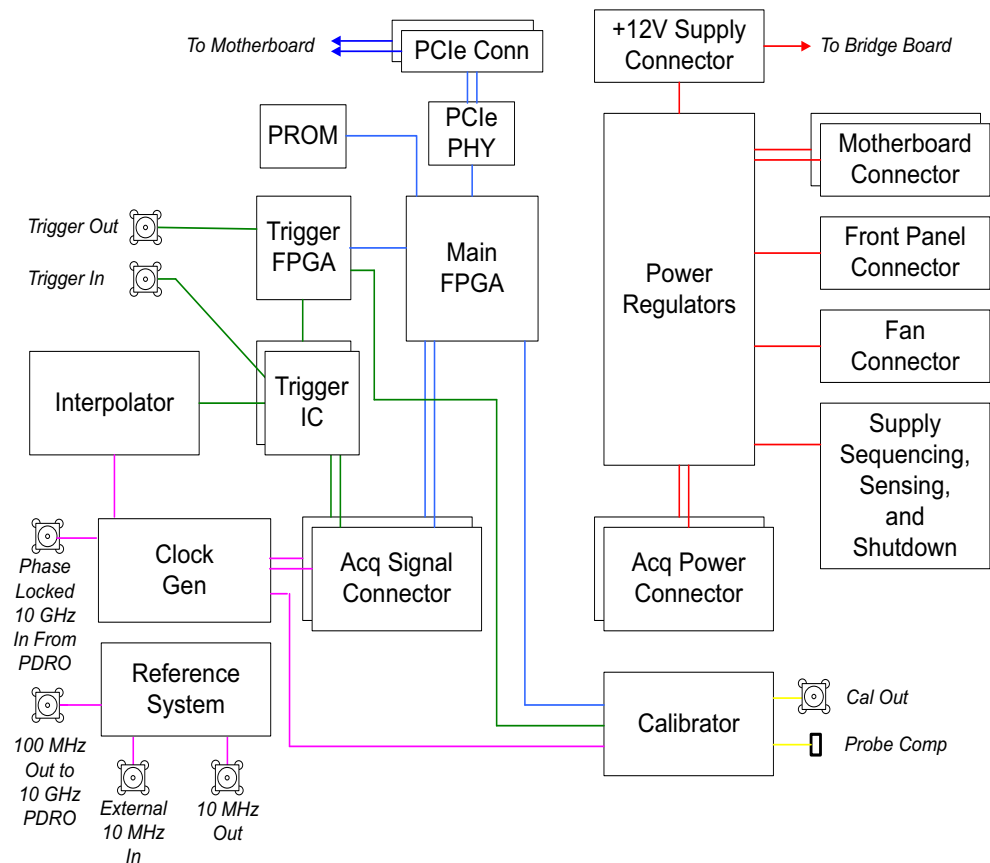 To Motherboard
PCIe Conn
+12V Supply
Connector
To Bridge Board
PROM
PCIe
PHY
Motherboard
Connector
Trigger Out
Trigger In
Trigger
FPGA
Main
FPGA
Power
Regulators
Front Panel
Connector
Fan
Connector
Interpolator
Trigger
IC
Supply
Sequencing,
Sensing,
and
Shutdown
Phase
Locked
10 GHz
In From
PDRO
Clock
Gen
Acq Signal
Connector
Acq Power
Connector
Reference
System
100 MHz
Out to
10 GHz
PDRO
External
10 MHz
In
10 MHz
Out
Calibrator
Cal Out
Probe Comp